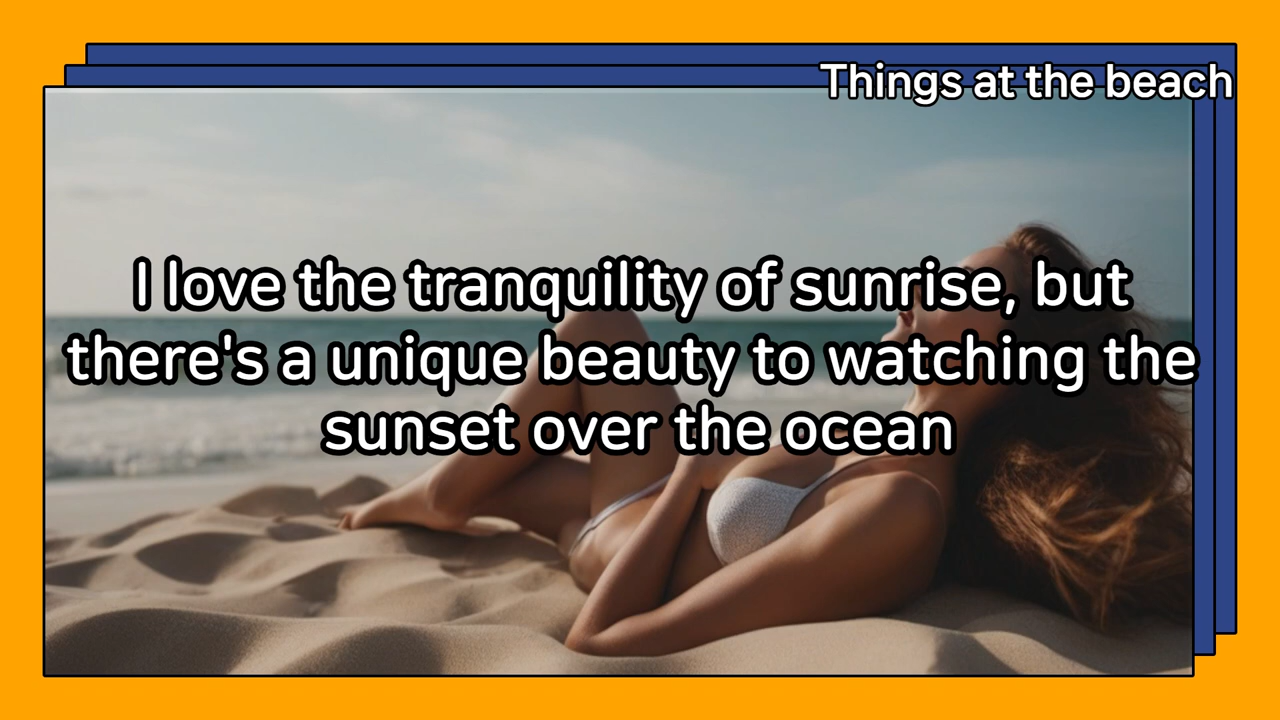 Things at the beach
I love the tranquility of sunrise, but
there's a unique beauty to watching the
sunset over the ocean